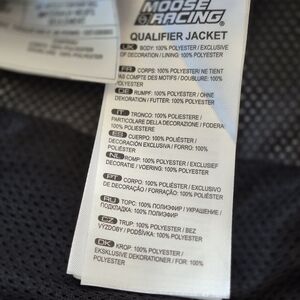 MOOSE
RACING
QUALIFIER JACKET
UK BODY: 100% POLYESTER / EXCLUSIVE
OF DECORATION / LINING: 100% POLYESTER
FR CORPS: 100% POLYESTER/ NE TIENT
PAS COMPTE DES MOTIFS / DOUBLURE: 100%
POLYESTER
DE RUMPF: 100% POLYESTER / OHNE
DEKORATION / FUTTER: 100% POLYESTER
IT TRONCO: 100% POLIESTERE /
PARTICOLARE DELLA DECORAZIONE / FODERA:
100% POLIESTERE
ES CUERPO: 100% POLIÉSTER /
DECORACIÓN EXCLUSIVA / FORRO: 100%
POLIÉSTER
NL ROMP: 100% POLYESTER / EXCLUSIEF
DECORATIE / VOERING: 100% POLYESTER
PT CORPO: 100% POLIÉSTER / EXCLUSIVO
DE DECORAÇÃO / FORRAÇÃO: 100% POLIÉSTER
RU ТОРС: 100% ПОЛИЭФИР / УКРАШЕНИЕ /
ПОДКЛАДКА: 100% ПОЛИЭФИР
CZ TRUP: 100% POLYESTER / BEZ
VÝZDOBY / PODŠÍVKA: 100% POLYESTER
DK KROP: 100% POLYESTER /
EKSKLUSIVE DEKORATIONER / FOR: 100%
POLYESTER